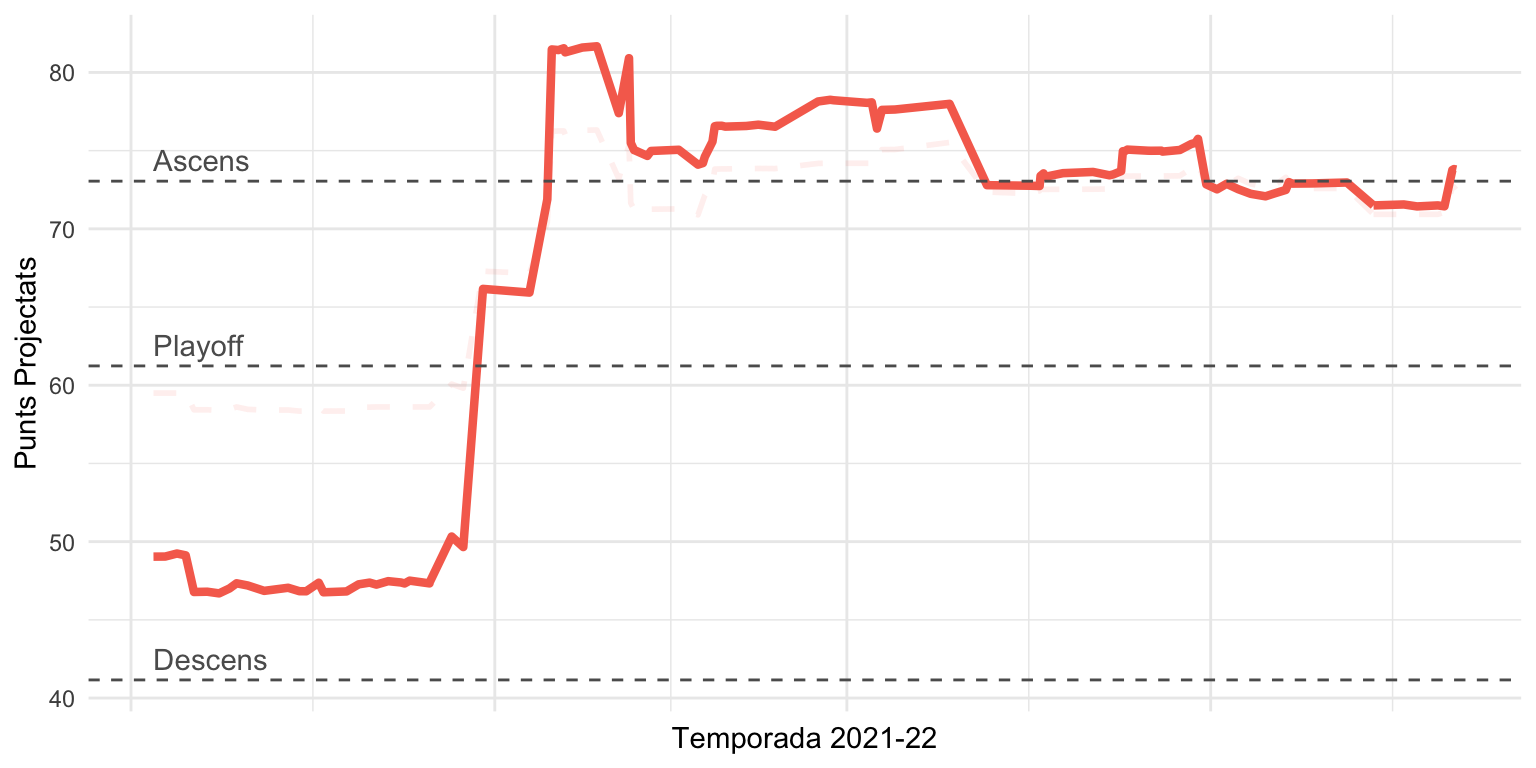 80
Ascens
70
Playoff
60
50
Descens
40
Punts Projectats
Temporada 2021-22